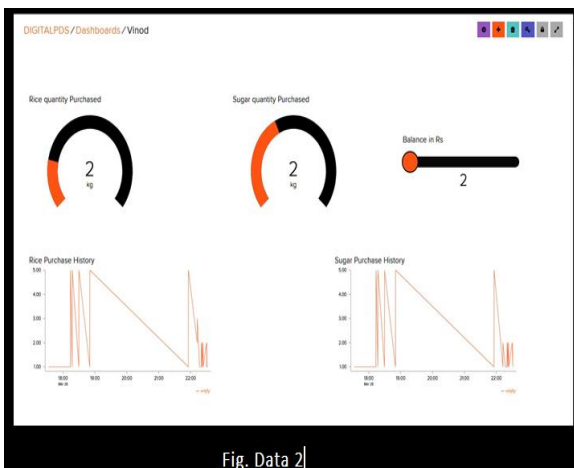 DIGITALPDS / Dashboards / Vinod
Rice quantity Purchased
2
kg
Sugar quantity Purchased
2
kg
Balance in Rs
2
Rice Purchase History
5.00
4.00
3.00
2.00
1.00
18:00 19:00 20:00 21:00 22:00
Sugar Purchase History
5.00
4.00
3.00
2.00
1.00
18:00 19:00 20:00 21:00 22:00
Fig. Data 2